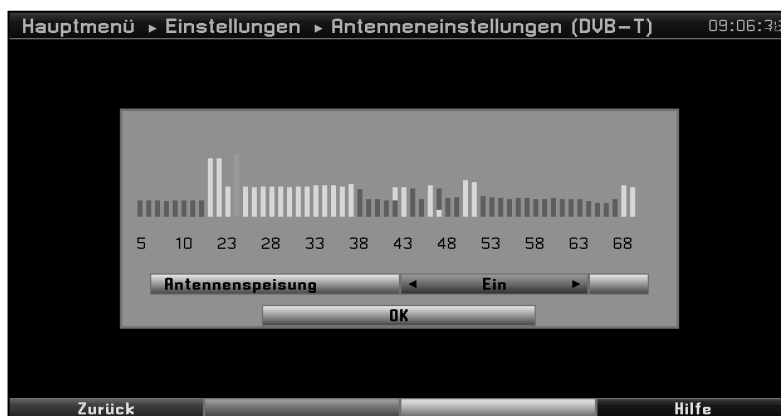 Hauptmenü ▸ Einstellungen ▸ Antenneneinstellungen (DVB-T) 09:06:
5 10 23 28 33 38 43 48 53 58 63 68
Antennenspeisung ◄ Ein ►
OK
Zurück Hilfe